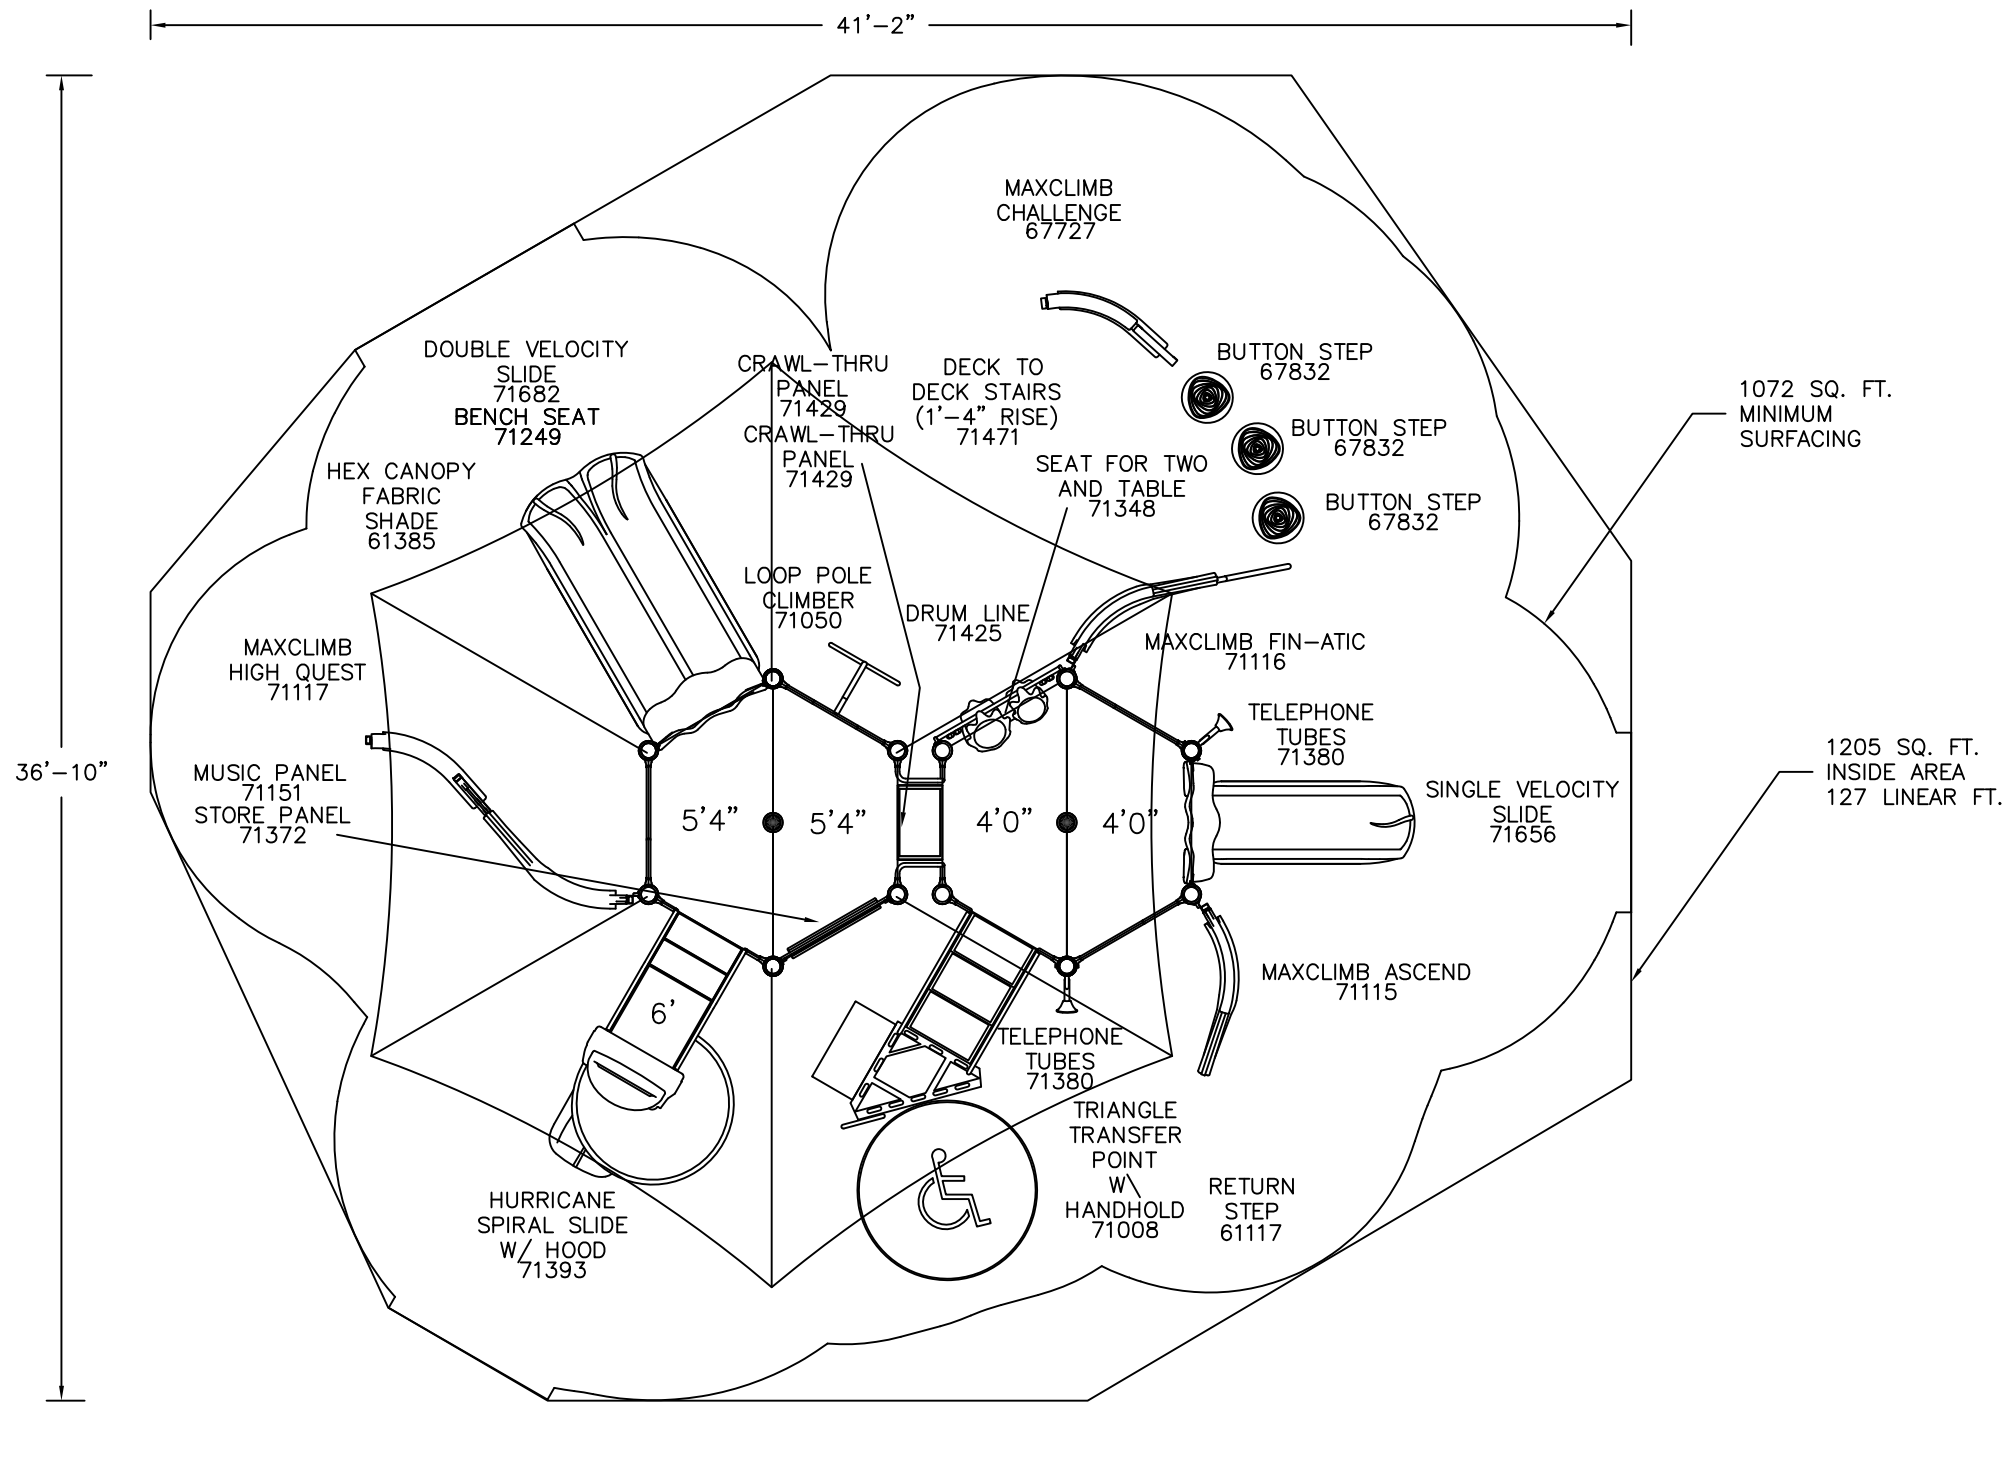 41'-2"
36'-10"
MAXCLIMB
CHALLENGE
67727
DOUBLE VELOCITY
SLIDE
71682
BENCH SEAT
71249
CRAWL-THRU
PANEL
71429
CRAWL-THRU
PANEL
71429
DECK TO
DECK STAIRS
(1'-4" RISE)
71471
BUTTON STEP
67832
BUTTON STEP
67832
BUTTON STEP
67832
1072 SQ. FT.
MINIMUM
SURFACING
HEX CANOPY
FABRIC
SHADE
61385
SEAT FOR TWO
AND TABLE
71348
LOOP POLE
CLIMBER
71050
DRUM LINE
71425
MAXCLIMB
HIGH QUEST
71117
MAXCLIMB FIN-ATIC
71116
TELEPHONE
TUBES
71380
1205 SQ. FT.
INSIDE AREA
127 LINEAR FT.
MUSIC PANEL
71151
STORE PANEL
71372
5'4"
5'4"
4'0"
4'0"
SINGLE VELOCITY
SLIDE
71656
MAXCLIMB ASCEND
71115
6'
TELEPHONE
TUBES
71380
TRIANGLE
TRANSFER
POINT
W\
HANDHOLD
71008
RETURN
STEP
61117
HURRICANE
SPIRAL SLIDE
W/ HOOD
71393